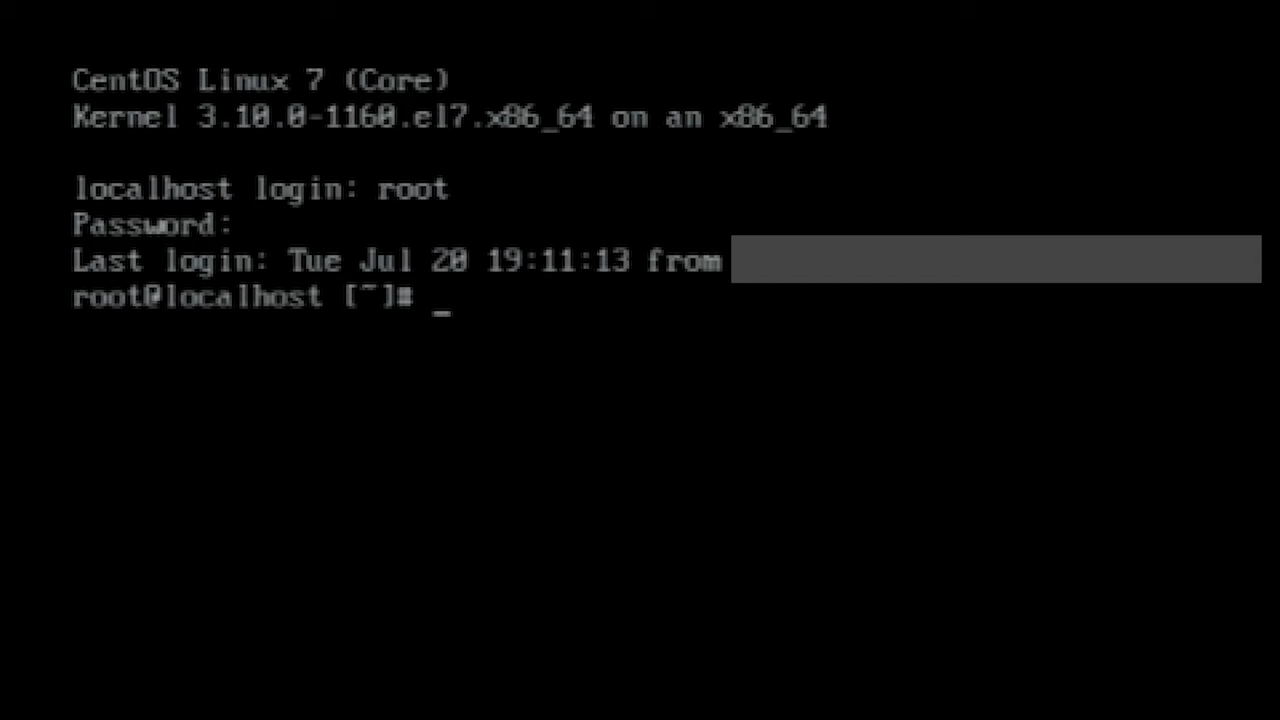 CentOS Linux 7 (Core)
Kernel 3.10.0-1160.el7.x86_64 on an x86_64
localhost login: root
Password:
Last login: Tue Jul 20 19:11:13 from
root@localhost [~]# _